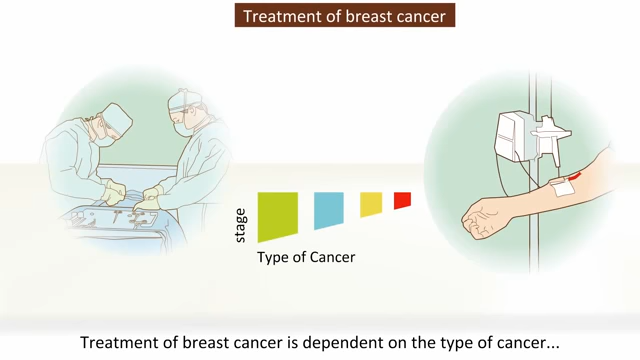 Treatment of breast cancer
stage
Type of Cancer
Treatment of breast cancer is dependent on the type of cancer...